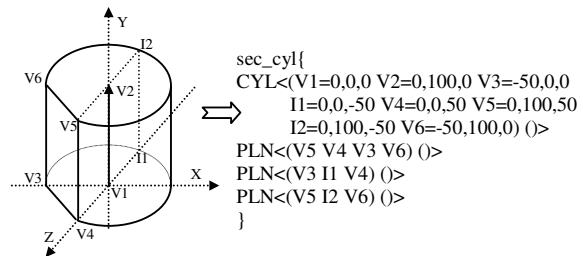 Y
I2
V6
V2
V5
I1
V3
V1
X
V4
Z
sec_cyl{
CYL<(V1=0,0,0 V2=0,100,0 V3=-50,0,0
I1=0,0,-50 V4=0,0,50 V5=0,100,50
I2=0,100,-50 V6=-50,100,0) ()>
PLN<(V5 V4 V3 V6) ()>
PLN<(V3 I1 V4) ()>
PLN<(V5 I2 V6) ()>
}